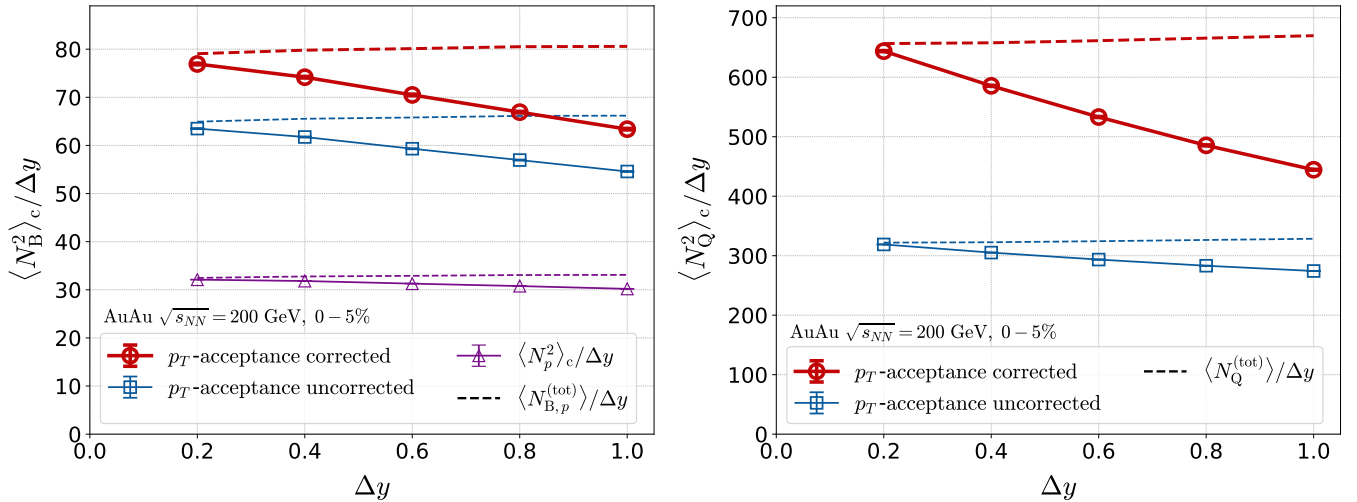 ⟨N_B^2⟩_c/Δy
80
70
60
50
40
30
20
10
0
AuAu √s_NN = 200 GeV, 0 − 5%
p_T-acceptance corrected
p_T-acceptance uncorrected
⟨N_p^2⟩_c/Δy
⟨N_{B,p}^{(tot)}⟩/Δy
0.0 0.2 0.4 0.6 0.8 1.0
Δy
⟨N_Q^2⟩_c/Δy
700
600
500
400
300
200
100
0
AuAu √s_NN = 200 GeV, 0 − 5%
p_T-acceptance corrected
p_T-acceptance uncorrected
⟨N_Q^{(tot)}⟩/Δy
0.0 0.2 0.4 0.6 0.8 1.0
Δy